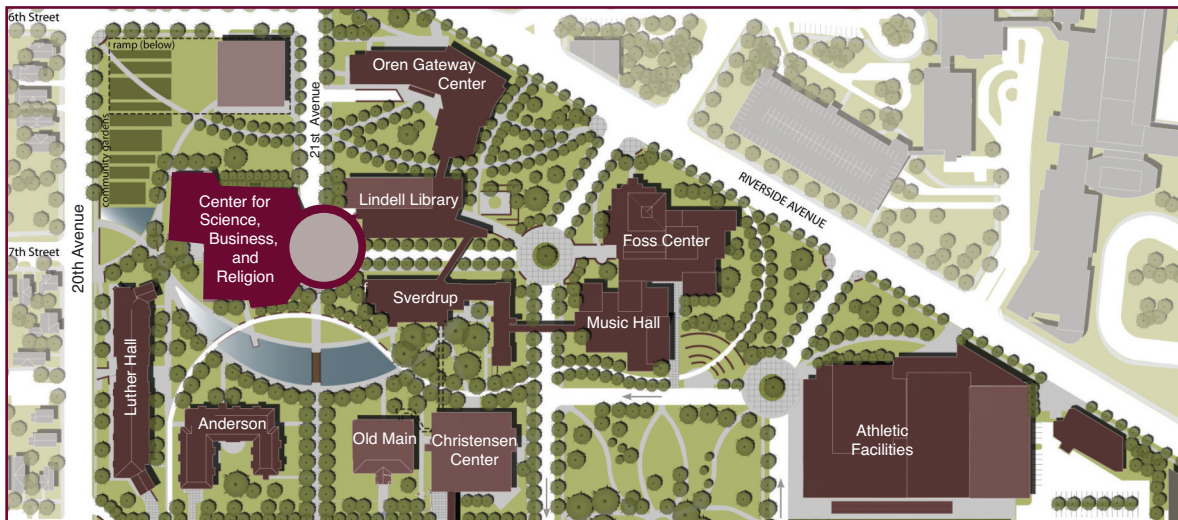 6th Street
ramp (below)
community gardens
20th Avenue
7th Street
21st Avenue
Oren Gateway
Center
Lindell Library
Center for
Science,
Business,
and
Religion
Foss Center
RIVERSIDE AVENUE
f
Sverdrup
Music Hall
Luther Hall
Anderson
Old Main
Christensen
Center
Athletic
Facilities